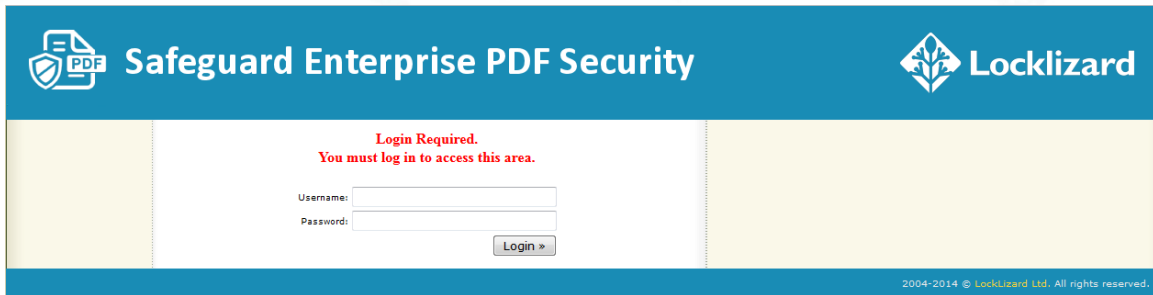 PDF
Safeguard Enterprise PDF Security
Locklizard
Login Required.
You must log in to access this area.
Username:
Password:
Login »
2004-2014 © LockLizard Ltd. All rights reserved.